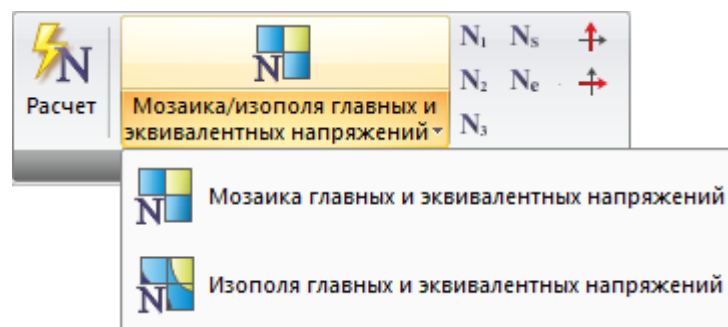 Расчет
Мозаика/изополя главных и
эквивалентных напряжений
N₁ Nₛ
N₂ Nₑ
N₃
Мозаика главных и эквивалентных напряжений
Изополя главных и эквивалентных напряжений